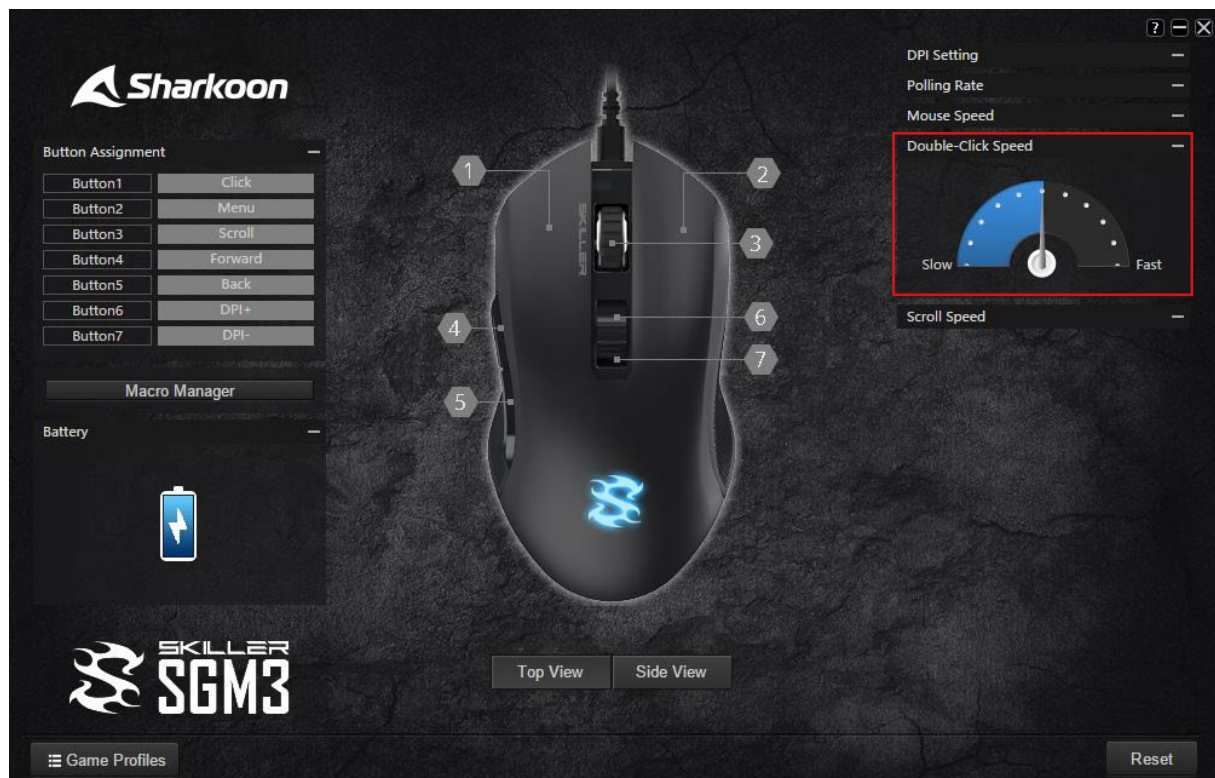 ?
Sharkoon
DPI Setting
Polling Rate
Mouse Speed
Double-Click Speed
Slow
Fast
Scroll Speed
Button Assignment
Button1 Click
Button2 Menu
Button3 Scroll
Button4 Forward
Button5 Back
Button6 DPI+
Button7 DPI-
Macro Manager
Battery
1
2
SKILLER
3
4
6
7
5
SKILLER
SGM3
Top View
Side View
Game Profiles
Reset